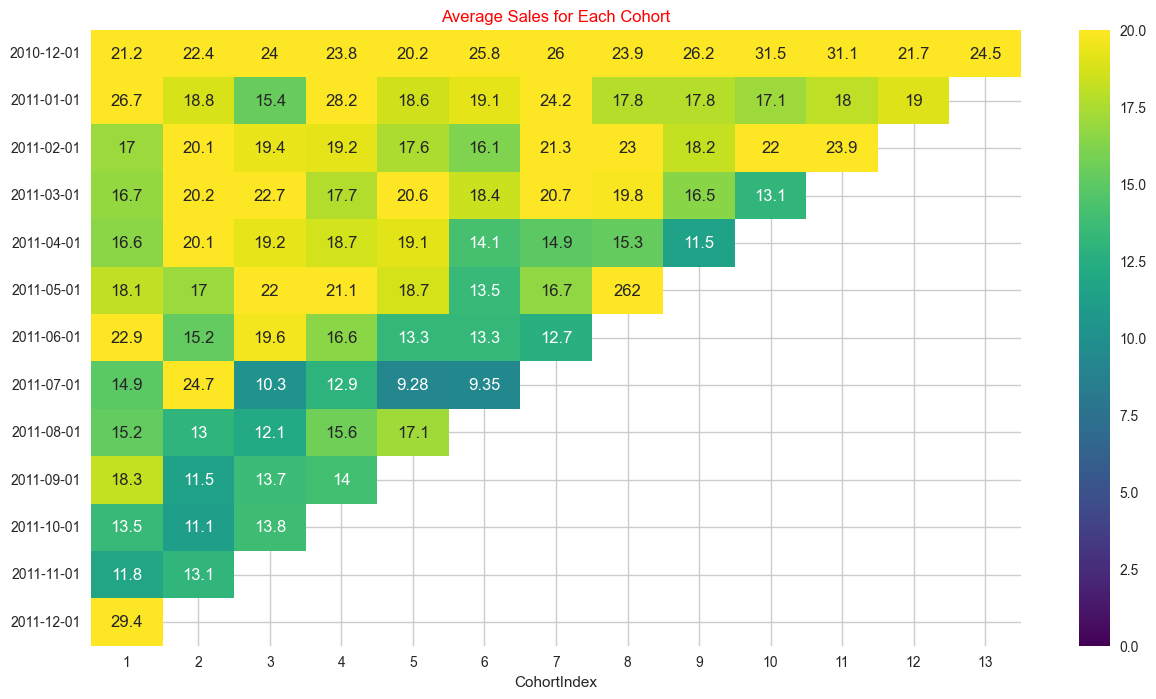 Average Sales for Each Cohort
2010-12-01 21.2 22.4 24 23.8 20.2 25.8 26 23.9 26.2 31.5 31.1 21.7 24.5
2011-01-01 26.7 18.8 15.4 28.2 18.6 19.1 24.2 17.8 17.8 17.1 18 19
2011-02-01 17 20.1 19.4 19.2 17.6 16.1 21.3 23 18.2 22 23.9
2011-03-01 16.7 20.2 22.7 17.7 20.6 18.4 20.7 19.8 16.5 13.1
2011-04-01 16.6 20.1 19.2 18.7 19.1 14.1 14.9 15.3 11.5
2011-05-01 18.1 17 22 21.1 18.7 13.5 16.7 262
2011-06-01 22.9 15.2 19.6 16.6 13.3 13.3 12.7
2011-07-01 14.9 24.7 10.3 12.9 9.28 9.35
2011-08-01 15.2 13 12.1 15.6 17.1
2011-09-01 18.3 11.5 13.7 14
2011-10-01 13.5 11.1 13.8
2011-11-01 11.8 13.1
2011-12-01 29.4
1 2 3 4 5 6 7 8 9 10 11 12 13
CohortIndex
20.0
17.5
15.0
12.5
10.0
7.5
5.0
2.5
0.0